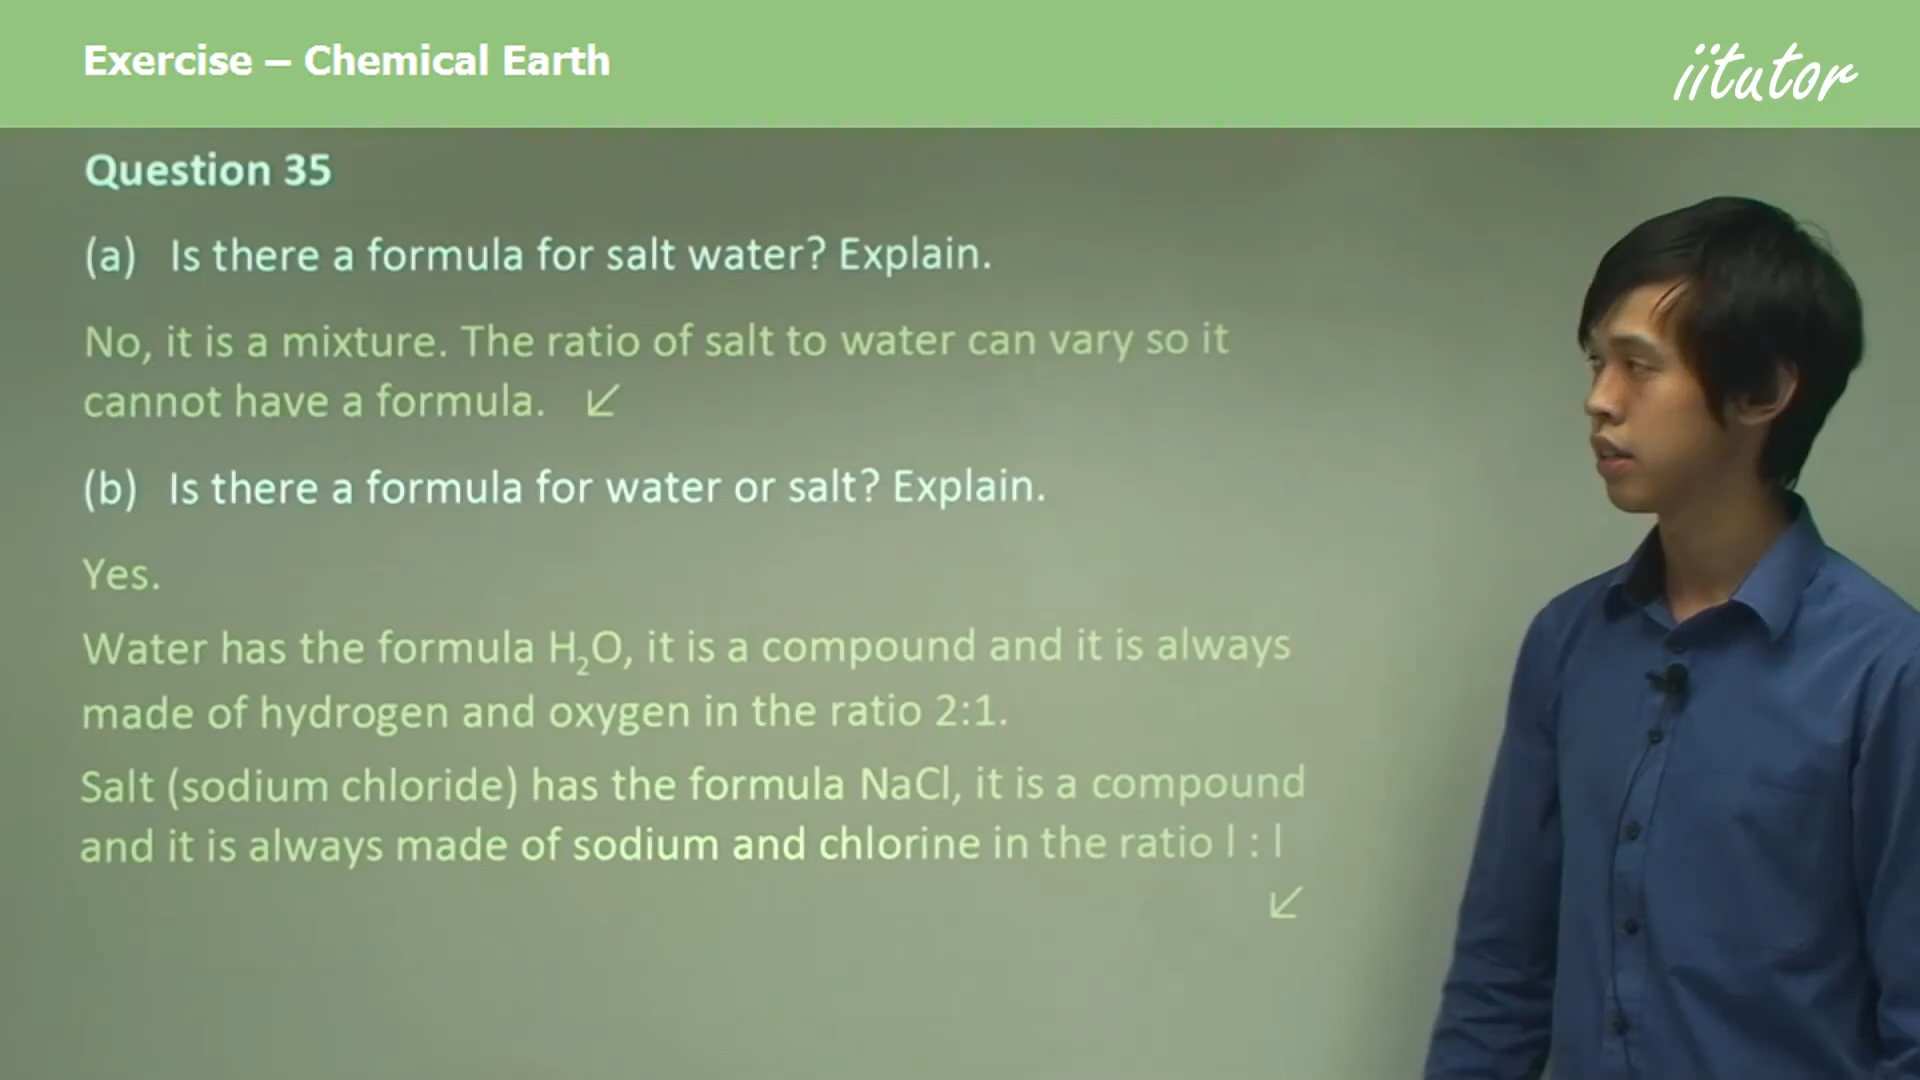 Exercise – Chemical Earth
iitutor
Question 35
(a) Is there a formula for salt water? Explain.
No, it is a mixture. The ratio of salt to water can vary so it
cannot have a formula. ↙
(b) Is there a formula for water or salt? Explain.
Yes.
Water has the formula H₂O, it is a compound and it is always
made of hydrogen and oxygen in the ratio 2:1.
Salt (sodium chloride) has the formula NaCl, it is a compound
and it is always made of sodium and chlorine in the ratio l : l
↙